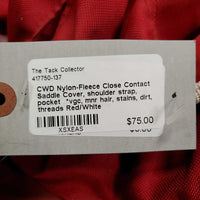 The Tack Collector
417750-137
CWD Nylon-Fleece Close Contact
Saddle Cover, shoulder strap,
pocket *vgc, mnr hair, stains, dirt,
threads Red/White
$75.00
XSXEAS